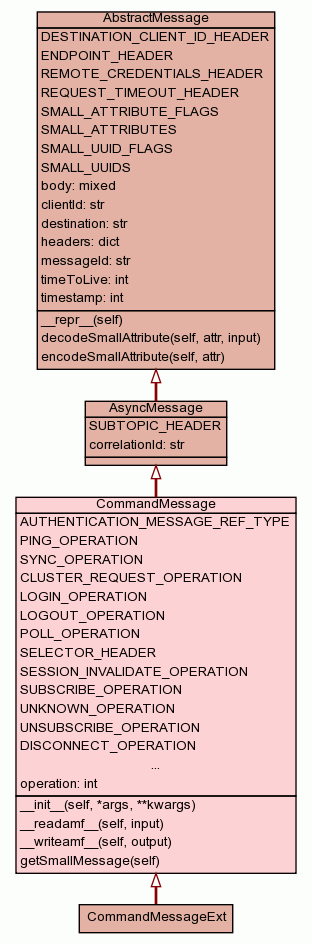 AbstractMessage
DESTINATION_CLIENT_ID_HEADER
ENDPOINT_HEADER
REMOTE_CREDENTIALS_HEADER
REQUEST_TIMEOUT_HEADER
SMALL_ATTRIBUTE_FLAGS
SMALL_ATTRIBUTES
SMALL_UUID_FLAGS
SMALL_UUIDS
body: mixed
clientId: str
destination: str
headers: dict
messageId: str
timeToLive: int
timestamp: int
__repr__(self)
decodeSmallAttribute(self, attr, input)
encodeSmallAttribute(self, attr)
AsyncMessage
SUBTOPIC_HEADER
correlationId: str
CommandMessage
AUTHENTICATION_MESSAGE_REF_TYPE
PING_OPERATION
SYNC_OPERATION
CLUSTER_REQUEST_OPERATION
LOGIN_OPERATION
LOGOUT_OPERATION
POLL_OPERATION
SELECTOR_HEADER
SESSION_INVALIDATE_OPERATION
SUBSCRIBE_OPERATION
UNKNOWN_OPERATION
UNSUBSCRIBE_OPERATION
DISCONNECT_OPERATION
...
operation: int
__init__(self, *args, **kwargs)
__readamf__(self, input)
__writeamf__(self, output)
getSmallMessage(self)
CommandMessageExt